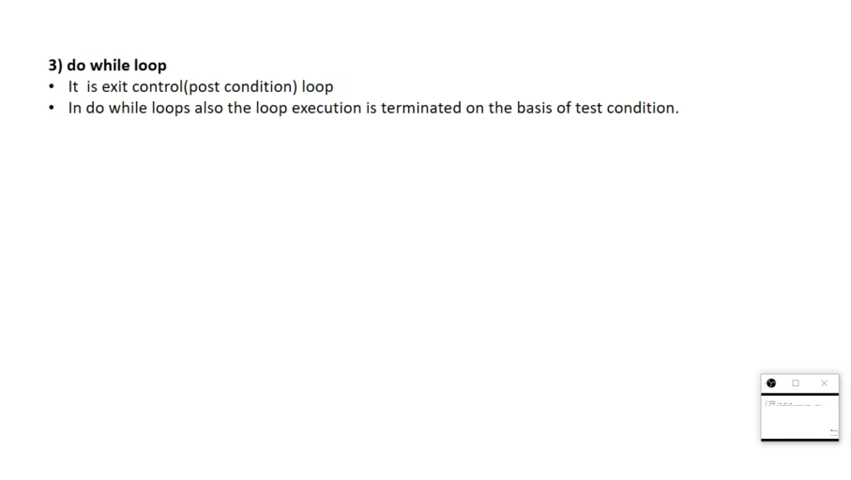 3) do while loop
• It is exit control(post condition) loop
• In do while loops also the loop execution is terminated on the basis of test condition.